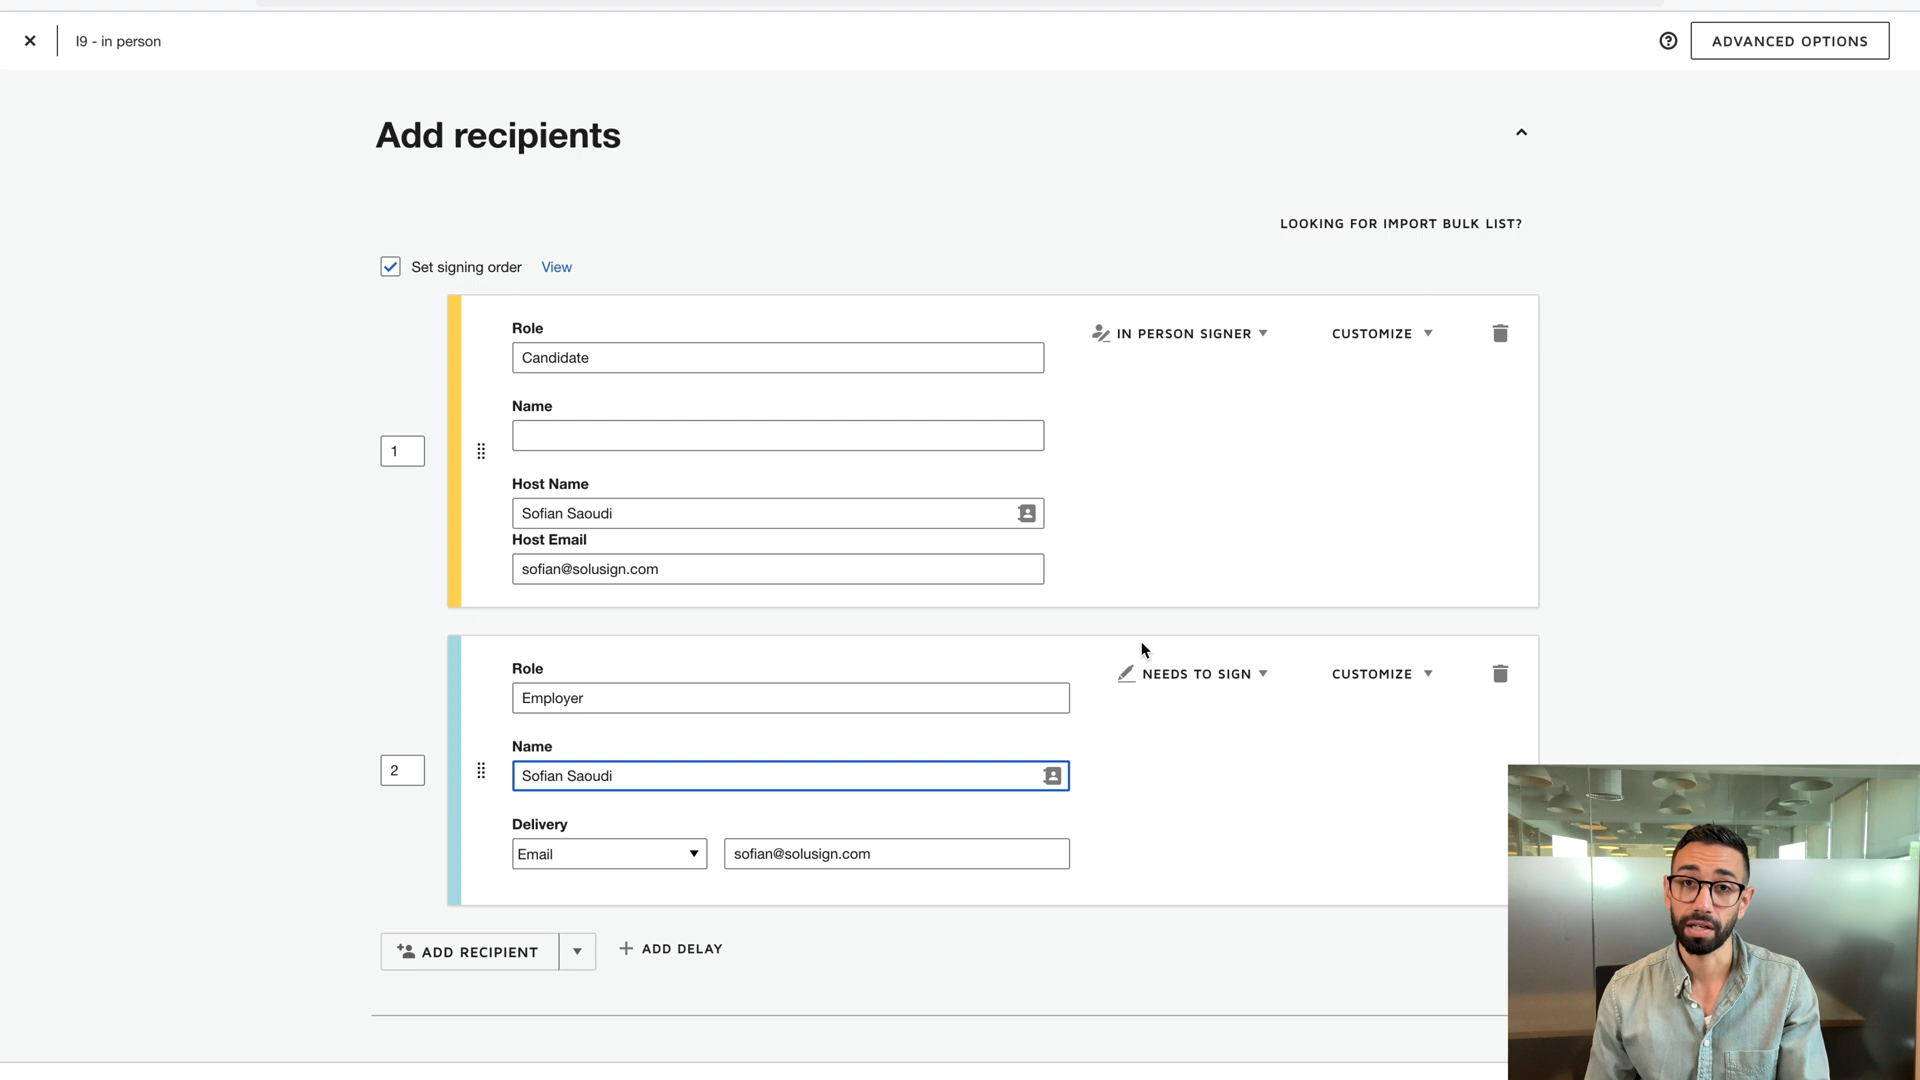 I9 - in person
ADVANCED OPTIONS
Add recipients
LOOKING FOR IMPORT BULK LIST?
Set signing order View
Role
Candidate
IN PERSON SIGNER
CUSTOMIZE
Name
1
Host Name
Sofian Saoudi
Host Email
sofian@solusign.com
Role
Employer
NEEDS TO SIGN
CUSTOMIZE
Name
2
Sofian Saoudi
Delivery
Email
sofian@solusign.com
ADD RECIPIENT
ADD DELAY